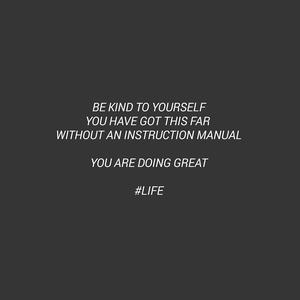 BE KIND TO YOURSELF
YOU HAVE GOT THIS FAR
WITHOUT AN INSTRUCTION MANUAL
YOU ARE DOING GREAT
#LIFE